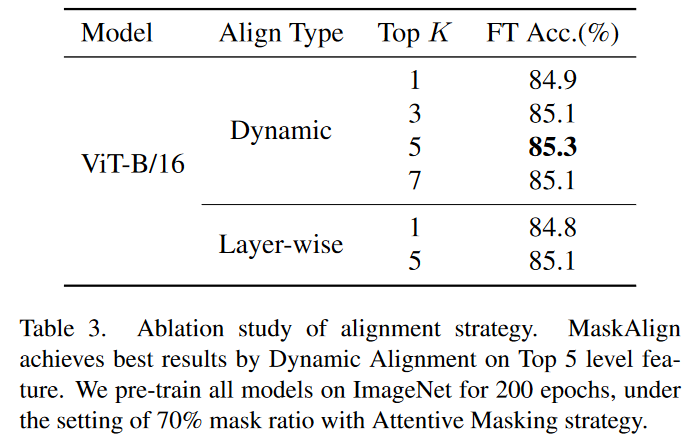 Model Align Type Top K FT Acc.(%)
1 84.9
3 85.1
Dynamic
5 85.3
ViT-B/16
7 85.1
1 84.8
Layer-wise
5 85.1
Table 3. Ablation study of alignment strategy. MaskAlign
achieves best results by Dynamic Alignment on Top 5 level fea-
ture. We pre-train all models on ImageNet for 200 epochs, under
the setting of 70% mask ratio with Attentive Masking strategy.